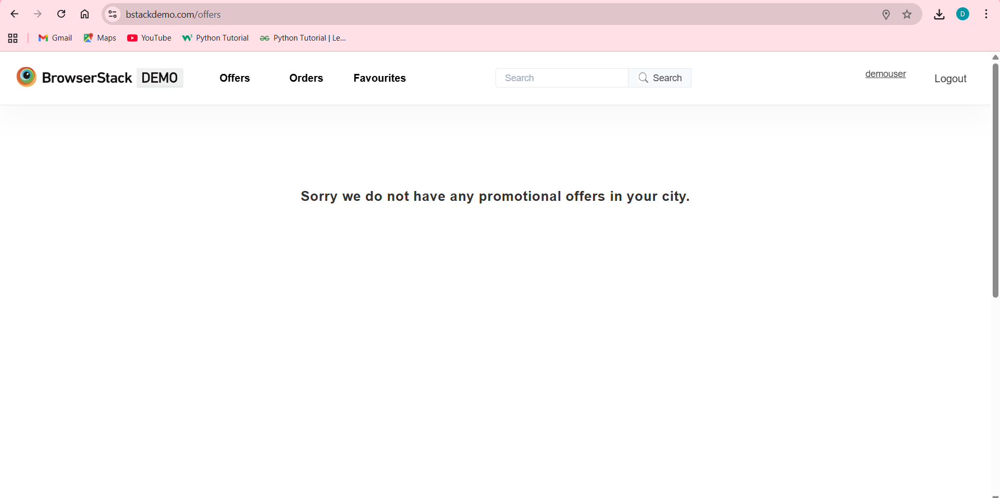 bstackdemo.com/offers
D
Gmail Maps YouTube Python Tutorial Python Tutorial | Le...
BrowserStack DEMO Offers Orders Favourites Search Search demouser Logout
Sorry we do not have any promotional offers in your city.